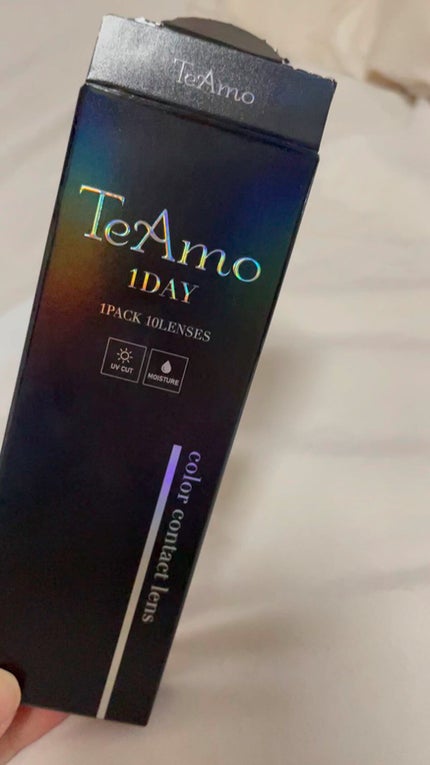 TeAmo
TeAmo
1DAY
1PACK 10LENSES
UV CUT
MOISTURE
color contact lens